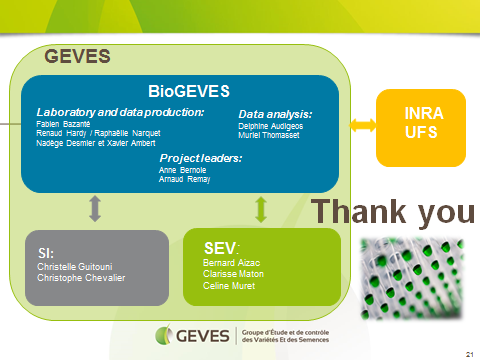 GEVES
BioGEVES
Laboratory and data production:
Fabien Bazanté
Renaud Hardy / Raphaëlle Narquet
Nadège Desmier et Xavier Ambert
Data analysis:
Delphine Audigeos
Muriel Thomasset
Project leaders:
Anne Bernole
Arnaud Remay
INRA
UFS
Thank you
SI:
Christelle Guitouni
Christophe Chevalier
SEV:
Bernard Aizac
Clarisse Maton
Celine Muret
GEVES
Groupe d'Étude et de contrôle
des Variétés Et des Semences
21